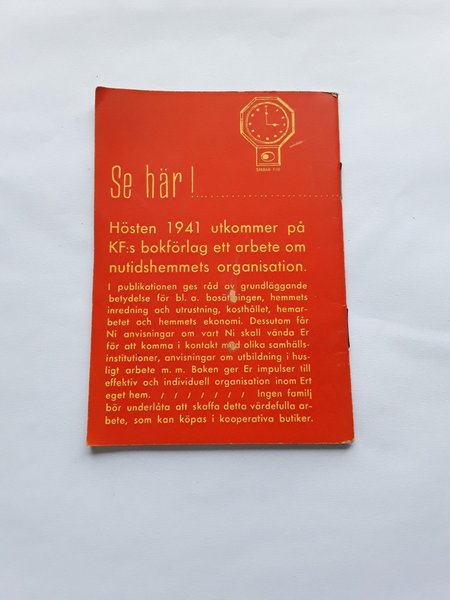 SPARAR TID
Se här!
Hösten 1941 utkommer på
KF:s bokförlag ett arbete om
nutidshemmets organisation.
I publikationen ges råd av grundläggande
betydelse för bl. a. bosättningen, hemmets
inredning och utrustning, kosthållet, hemar-
betet och hemmets ekonomi. Dessutom får
Ni anvisningar om vart Ni skall vända Er
för att komma i kontakt med olika samhälls-
institutioner, anvisningar om utbildning i hus-
ligt arbete m. m. Boken ger Er impulser till
effektiv och individuell organisation inom Ert
eget hem. / / / / / / / Ingen familj
bör underlåta att skaffa detta värdefulla ar-
bete, som kan köpas i kooperativa butiker.